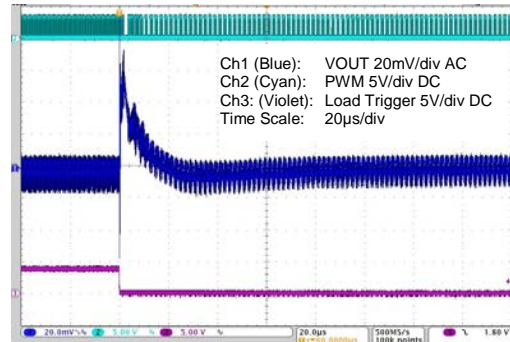 Ch1 (Blue): VOUT 20mV/div AC
Ch2 (Cyan): PWM 5V/div DC
Ch3: (Violet): Load Trigger 5V/div DC
Time Scale: 20µs/div
20.0mV 5.00 V 5.00 V 20.0µs 500MS/s 1.60 V
100k points